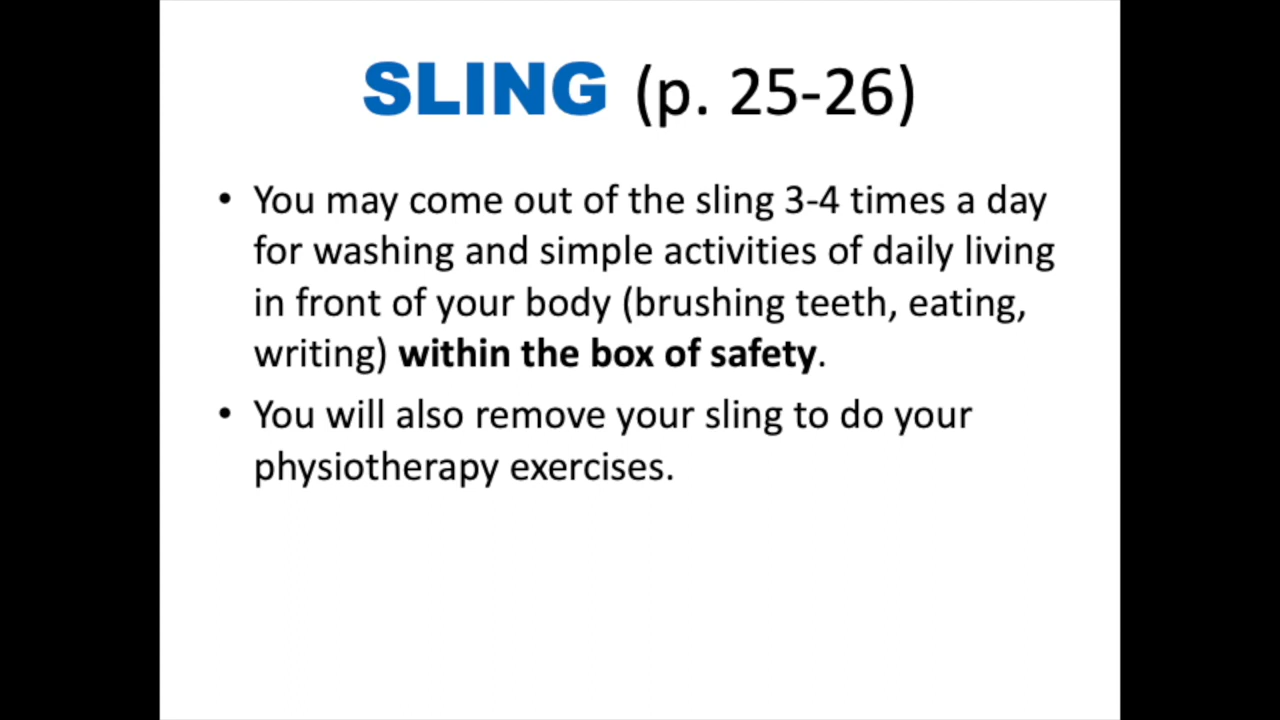 SLING (p. 25-26)
• You may come out of the sling 3-4 times a day
for washing and simple activities of daily living
in front of your body (brushing teeth, eating,
writing) within the box of safety.
• You will also remove your sling to do your
physiotherapy exercises.